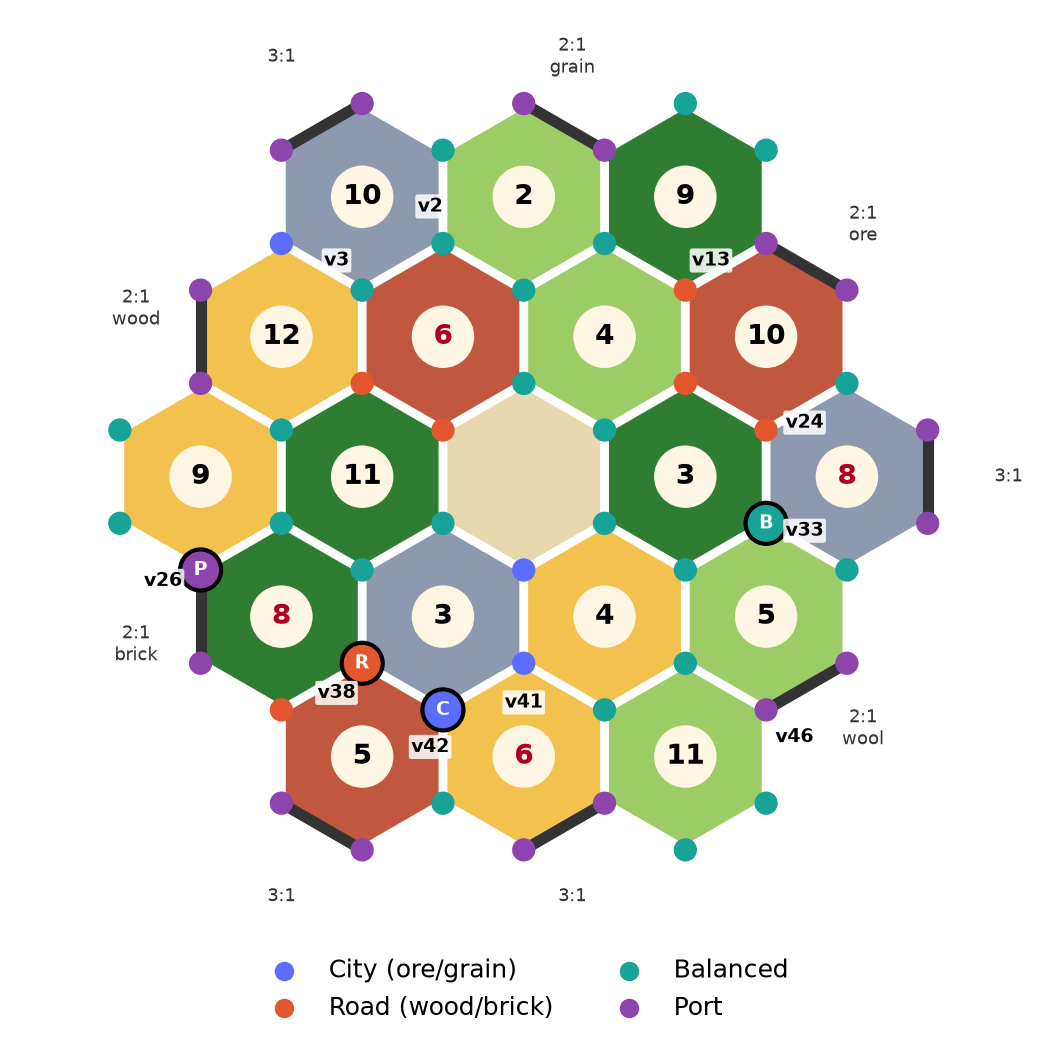 3:1
2:1
grain
10
2
9
v2
2:1
ore
v3
v13
2:1
wood
12
6
4
10
v24
9
11
3
8
3:1
B
v33
P
v26
8
3
4
5
2:1
brick
R
v38
C
v41
v42
5
6
11
v46
2:1
wool
3:1
3:1
City (ore/grain)
Balanced
Road (wood/brick)
Port